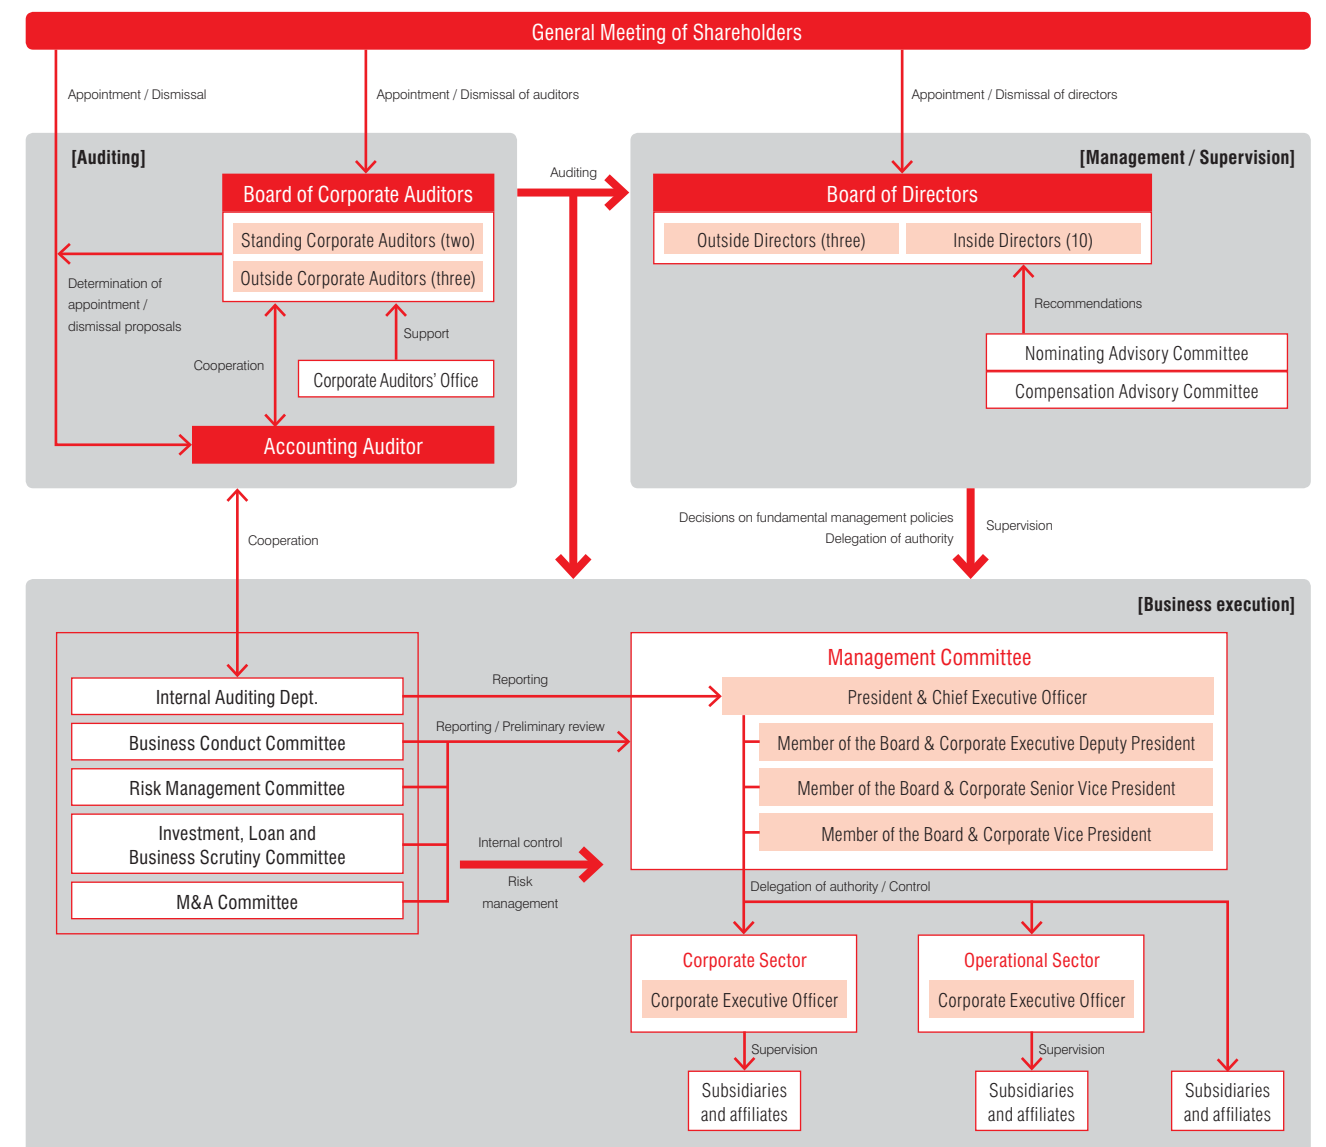 General Meeting of Shareholders
Appointment / Dismissal
Appointment / Dismissal of auditors
Appointment / Dismissal of directors
[Auditing]
Board of Corporate Auditors
Standing Corporate Auditors (two)
Outside Corporate Auditors (three)
Determination of
appointment /
dismissal proposals
Cooperation
Support
Corporate Auditors' Office
Accounting Auditor
Auditing
[Management / Supervision]
Board of Directors
Outside Directors (three)
Inside Directors (10)
Recommendations
Nominating Advisory Committee
Compensation Advisory Committee
Cooperation
Decisions on fundamental management policies
Delegation of authority
Supervision
[Business execution]
Internal Auditing Dept.
Business Conduct Committee
Risk Management Committee
Investment, Loan and
Business Scrutiny Committee
M&A Committee
Reporting
Reporting / Preliminary review
Internal control
Risk
management
Management Committee
President & Chief Executive Officer
Member of the Board & Corporate Executive Deputy President
Member of the Board & Corporate Senior Vice President
Member of the Board & Corporate Vice President
Delegation of authority / Control
Corporate Sector
Corporate Executive Officer
Operational Sector
Corporate Executive Officer
Supervision
Supervision
Subsidiaries
and affiliates
Subsidiaries
and affiliates
Subsidiaries
and affiliates